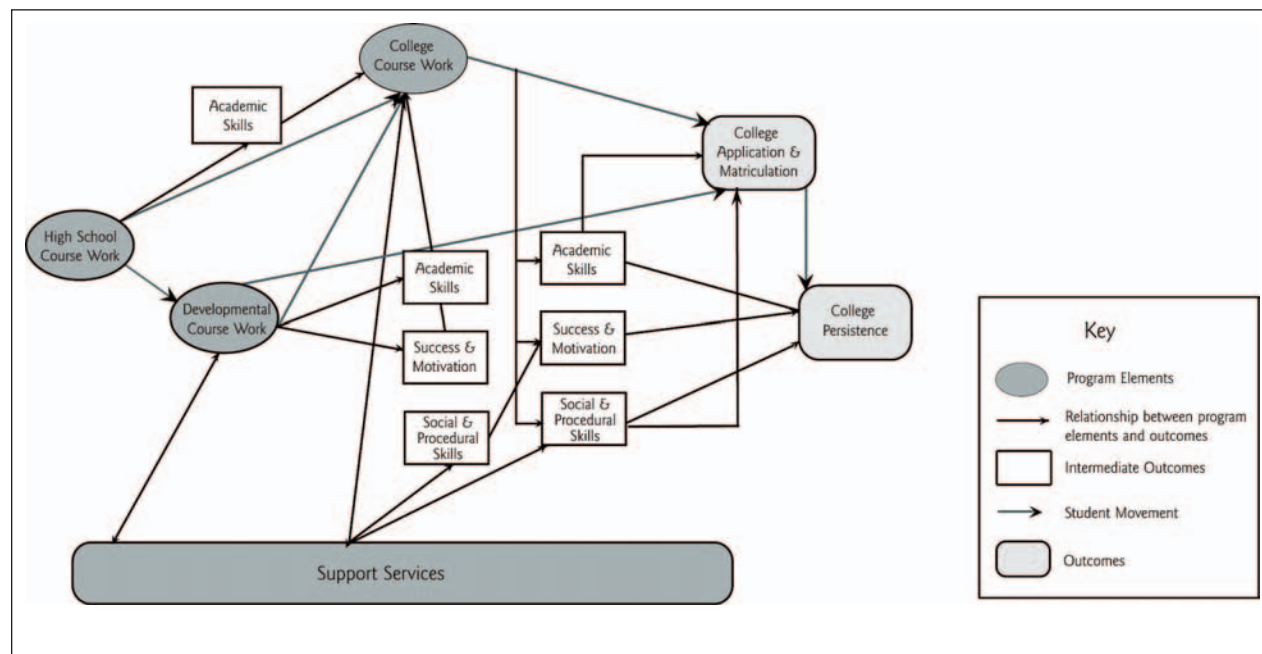 College
Course Work
Academic
Skills
College
Application &
Matriculation
High School
Course Work
Developmental
Course Work
Academic
Skills
Success &
Motivation
Social &
Procedural
Skills
Academic
Skills
Success &
Motivation
Social &
Procedural
Skills
College
Persistence
Support Services
Key
Program Elements
Relationship between program
elements and outcomes
Intermediate Outcomes
Student Movement
Outcomes